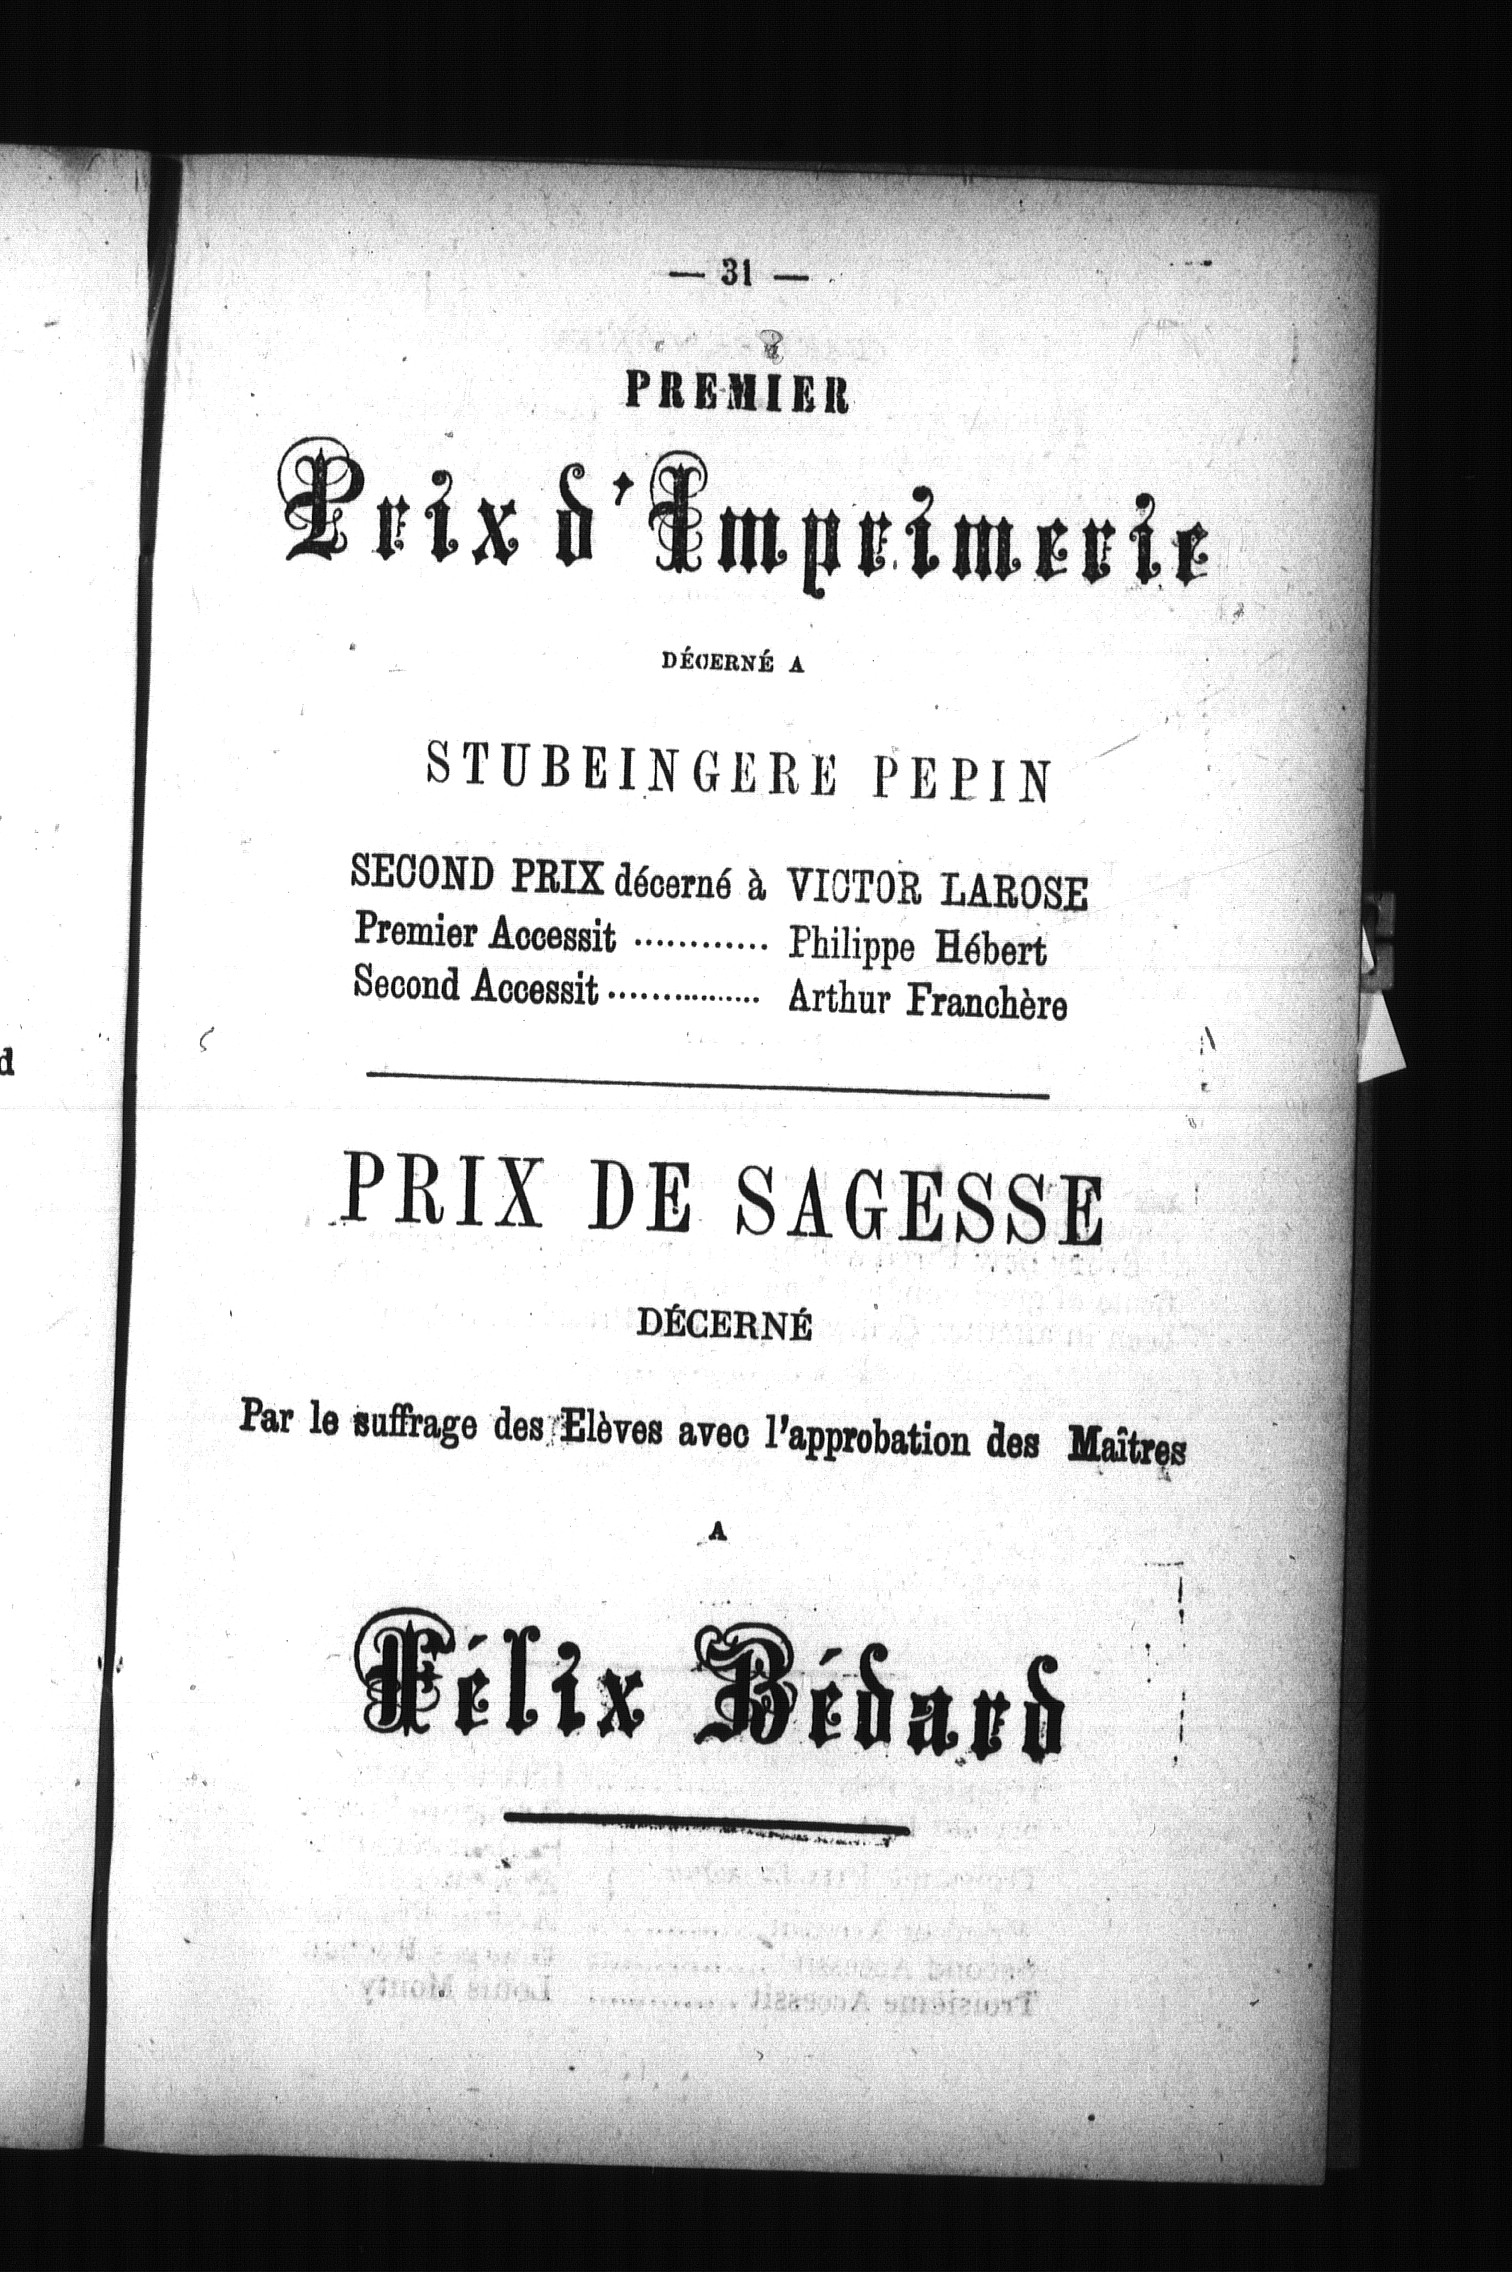 — 31 —
PREMIER
Prix d'Imprimerie
DÉCERNÉ A
STUBEINGERE PEPIN
SECOND PRIX décerné à VICTOR LAROSE
Premier Accessit ............ Philippe Hébert
Second Accessit ................ Arthur Franchère
d
PRIX DE SAGESSE
DÉCERNÉ
Par le suffrage des Elèves avec l'approbation des Maîtres
A
Félix Bédard